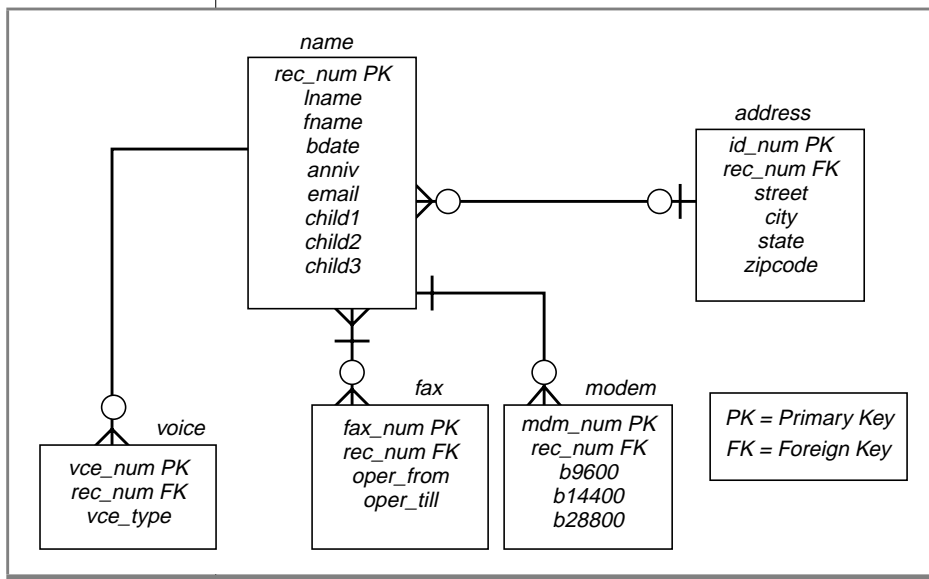 name
rec_num PK
lname
fname
bdate
anniv
email
child1
child2
child3
address
id_num PK
rec_num FK
street
city
state
zipcode
voice
vce_num PK
rec_num FK
vce_type
fax
fax_num PK
rec_num FK
oper_from
oper_till
modem
mdm_num PK
rec_num FK
b9600
b14400
b28800
PK = Primary Key
FK = Foreign Key